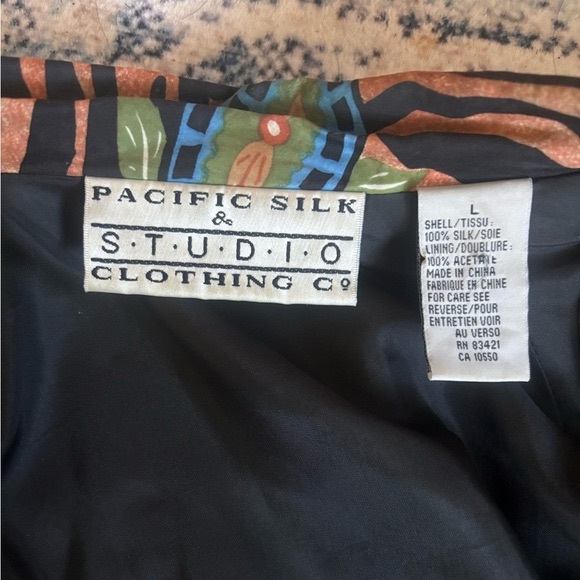 PACIFIC SILK
&
S·T·U·D·I·O
CLOTHING Cº
L
SHELL/TISSU:
100% SILK/SOIE
LINING/DOUBLURE:
100% ACETATE
MADE IN CHINA
FABRIQUE EN CHINE
FOR CARE SEE
REVERSE/POUR
ENTRETIEN VOIR
AU VERSO
RN 83421
CA 10550